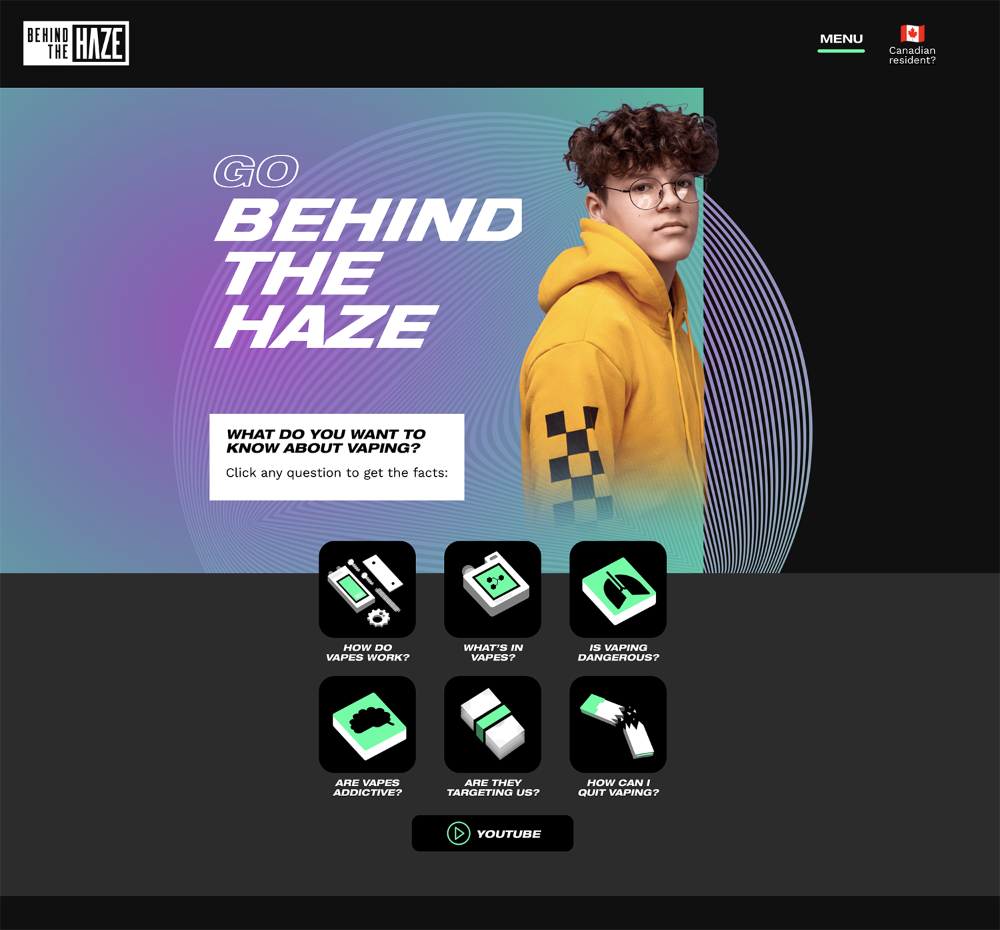 BEHIND
THE
HAZE
MENU
Canadian
resident?
GO
BEHIND
THE
HAZE
WHAT DO YOU WANT TO
KNOW ABOUT VAPING?
Click any question to get the facts:
HOW DO
VAPES WORK?
WHAT'S IN
VAPES?
IS VAPING
DANGEROUS?
ARE VAPES
ADDICTIVE?
ARE THEY
TARGETING US?
HOW CAN I
QUIT VAPING?
YOUTUBE